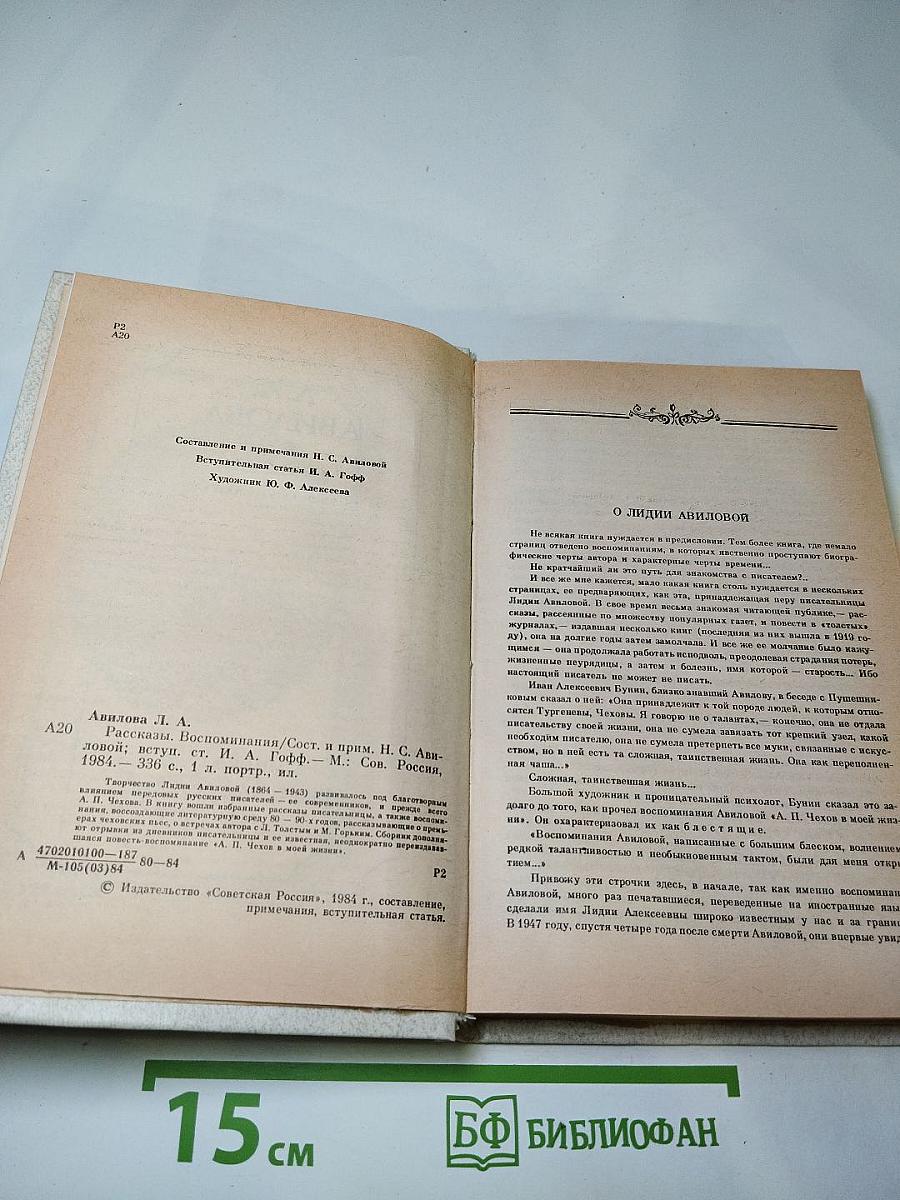 Р2
А20
Составление и примечания Н. С. Авиловой
Вступительная статья И. А. Гофф
Художник Ю. Ф. Алексеева
Авилова Л. А.
А20 Рассказы. Воспоминания/Сост. и прим. Н. С. Ави-
ловой; вступ. ст. И. А. Гофф.— М.: Сов. Россия,
1984.— 336 с., 1 л. портр., ил.
Творчество Лидии Авиловой (1864—1943) развивалось под благотворным
влиянием передовых русских писателей — ее современников, и прежде всего
А. П. Чехова. В книгу вошли избранные рассказы писательницы, а также воспоми-
нания, воссоздающие литературную среду 80 — 90-х годов, рассказывающие о премь-
ерах чеховских пьес, о встречах автора с Л. Толстым и М. Горьким. Сборник дополня-
ют отрывки из дневников писательницы и ее известная, неоднократно переиздавав-
шаяся повесть-воспоминание «А. П. Чехов в моей жизни».
А 4702010100—187
М-105(03)84 80—84
Р2
© Издательство «Советская Россия», 1984 г., составление,
примечания, вступительная статья.
О ЛИДИИ АВИЛОВОЙ
Не всякая книга нуждается в предисловии. Тем более книга, где немало
страниц отведено воспоминаниям, в которых явственно проступают биогра-
фические черты автора и характерные черты времени...
Не кратчайший ли это путь для знакомства с писателем?..
И все же мне кажется, мало какая книга столь нуждается в нескольких
страницах, ее предваряющих, как эта, принадлежащая перу писательницы
Лидии Авиловой. В свое время весьма знакомая читающей публике,— рас-
сказы, рассеянные по множеству популярных газет, и повести в «толстых»
журналах,— издавшая несколько книг (последняя из них вышла в 1919 го-
ду), она на долгие годы затем замолчала. И все же ее молчание было кажу-
щимся — она продолжала работать исподволь, преодолевая страдания потерь,
жизненные неурядицы, а затем и болезнь, имя которой — старость... Ибо
настоящий писатель не может не писать.
Иван Алексеевич Бунин, близко знавший Авилову, в беседе с Пушешни-
ковым сказал о ней: «Она принадлежит к той породе людей, к которым отно-
сятся Тургеневы, Чеховы. Я говорю не о талантах,— конечно, она не отдала
писательству своей жизни, она не сумела завязать тот крепкий узел, какой
необходим писателю, она не сумела претерпеть все муки, связанные с искус-
ством, но в ней есть та сложная, таинственная жизнь. Она как переполнен-
ная чаша...»
Сложная, таинственная жизнь...
Большой художник и проницательный психолог, Бунин сказал это за-
долго до того, как прочел воспоминания Авиловой «А. П. Чехов в моей жиз-
ни». Он охарактеризовал их как блестящие.
«Воспоминания Авиловой, написанные с большим блеском, волнением,
редкой талантливостью и необыкновенным тактом, были для меня откры-
тием...»
Привожу эти строчки здесь, в начале, так как именно воспоминан
Авиловой, много раз печатавшиеся, переведенные на иностранные язы
сделали имя Лидии Алексеевны широко известным у нас и за границ
В 1947 году, спустя четыре года после смерти Авиловой, они впервые увид
15 см
БФ БИБЛИОФАН